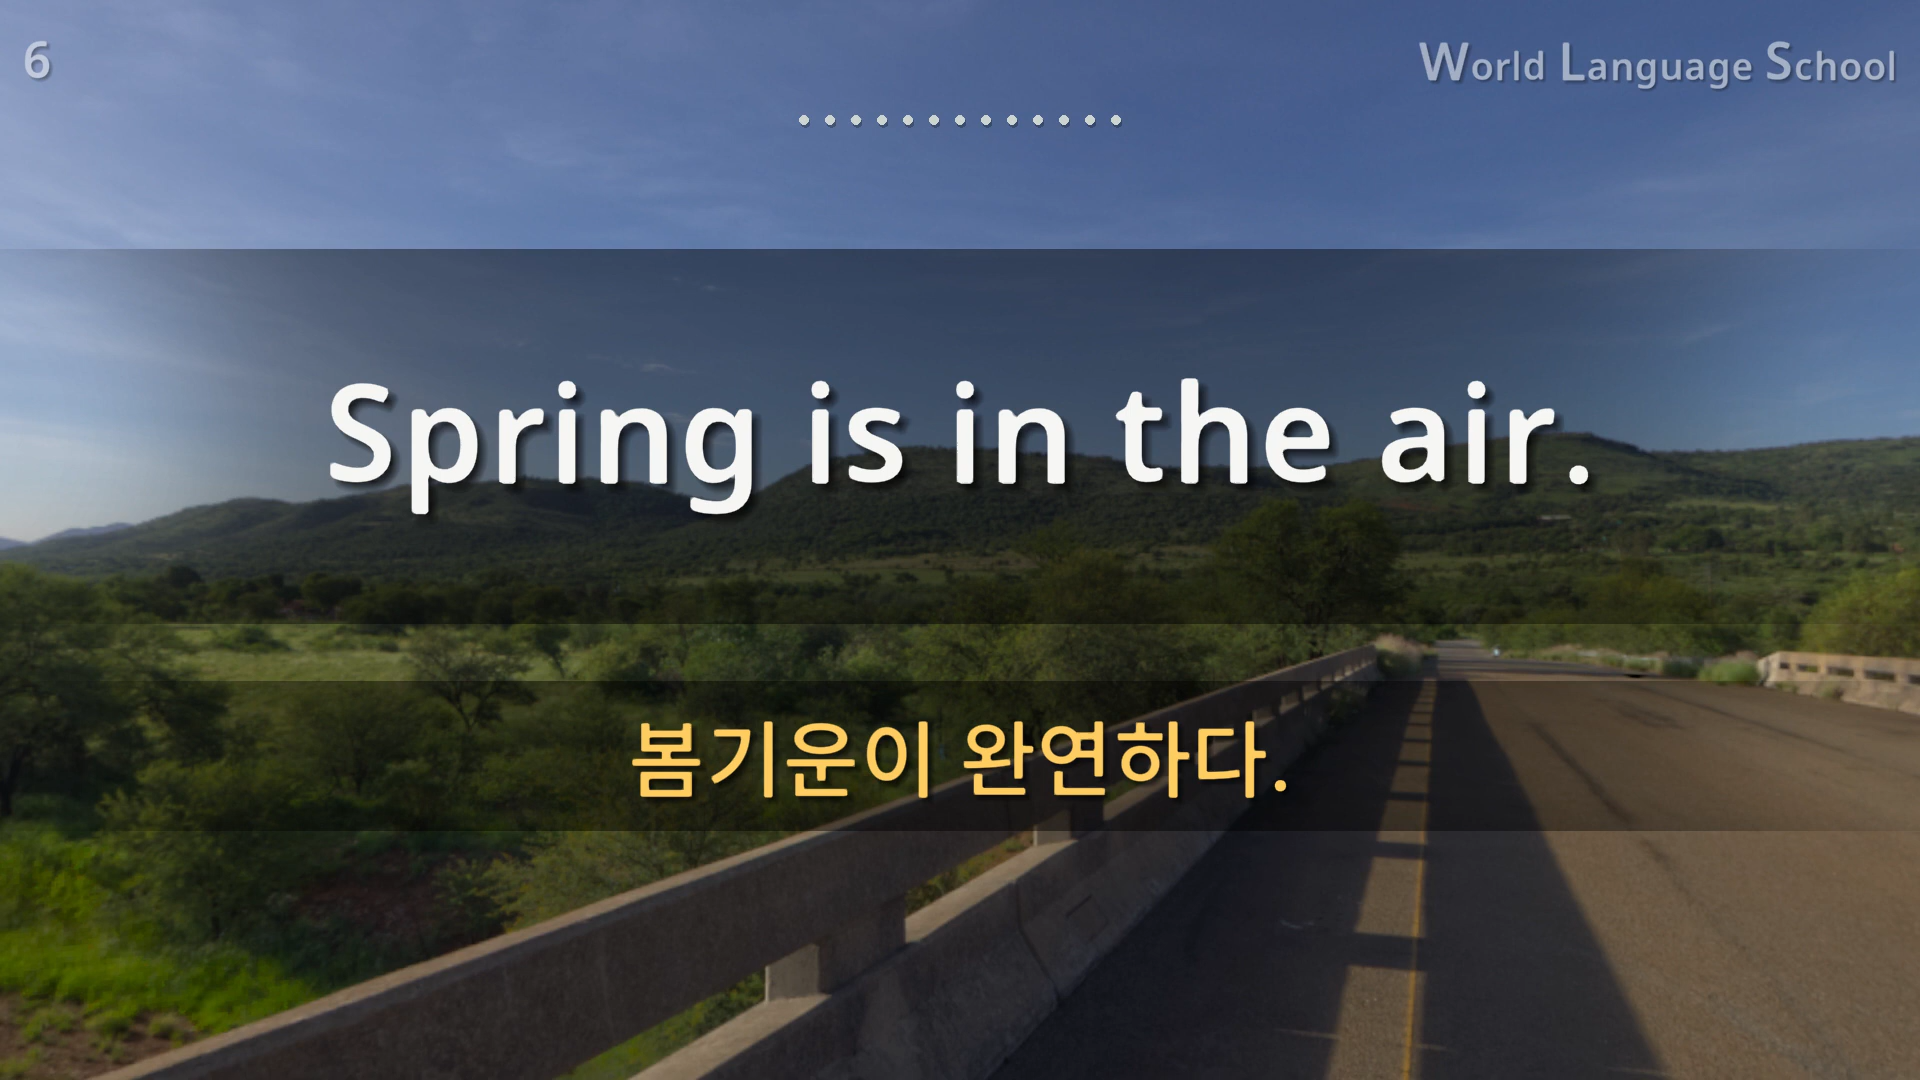 6
World Language School
Spring is in the air.
봄기운이 완연하다.